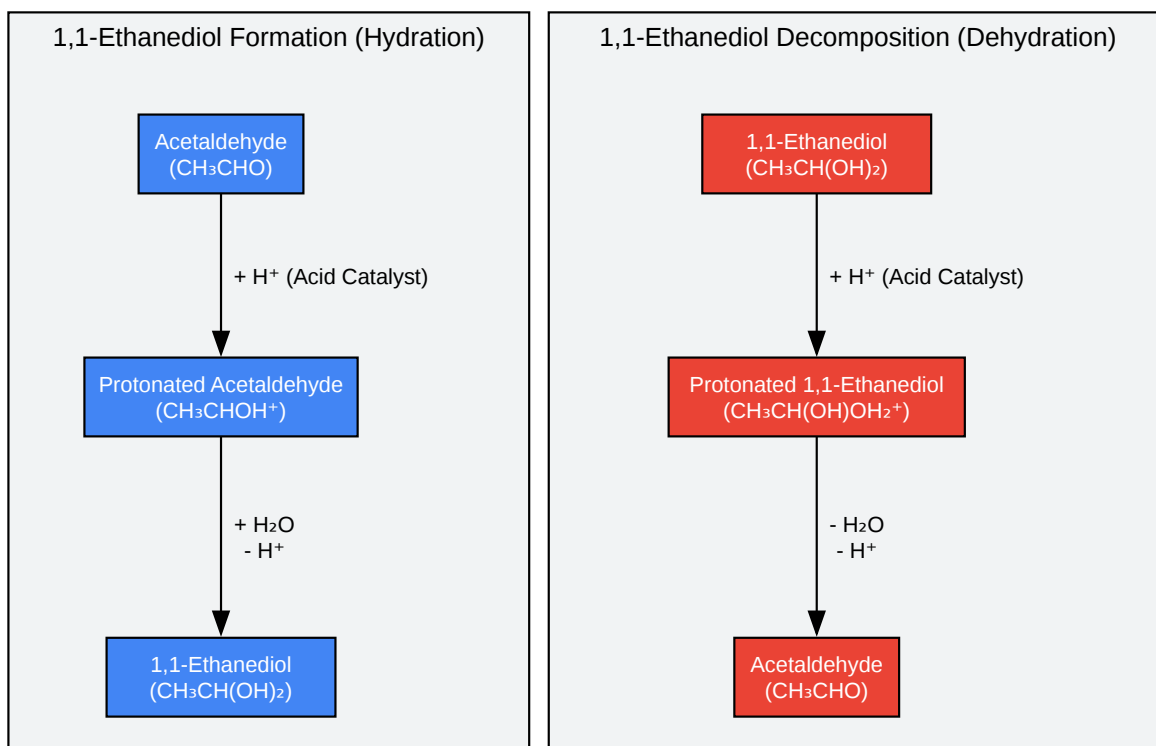 1,1-Ethanediol Formation (Hydration)
Acetaldehyde
(CH₃CHO)
+ H⁺ (Acid Catalyst)
Protonated Acetaldehyde
(CH₃CHOH⁺)
+ H₂O
- H⁺
1,1-Ethanediol
(CH₃CH(OH)₂)
1,1-Ethanediol Decomposition (Dehydration)
1,1-Ethanediol
(CH₃CH(OH)₂)
+ H⁺ (Acid Catalyst)
Protonated 1,1-Ethanediol
(CH₃CH(OH)OH₂⁺)
- H₂O
- H⁺
Acetaldehyde
(CH₃CHO)